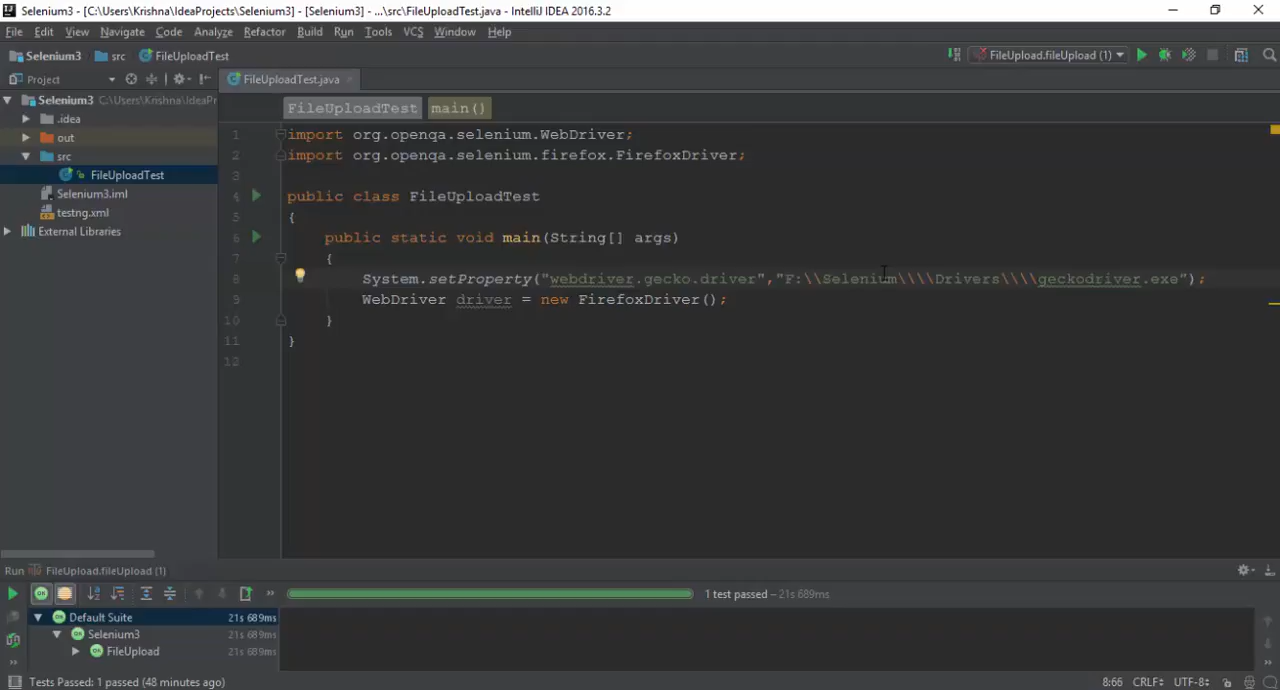 Selenium3 - [C:\Users\Krishna\IdeaProjects\Selenium3] - [Selenium3] - ...\src\FileUploadTest.java - IntelliJ IDEA 2016.3.2
File Edit View Navigate Code Analyze Refactor Build Run Tools VCS Window Help
Selenium3 src FileUploadTest FileUpload.fileUpload (1)
Project FileUploadTest.java
Selenium3 C:\Users\Krishna\IdeaPr
.idea
out
src
FileUploadTest
Selenium3.iml
testng.xml
External Libraries
FileUploadTest main()
1 import org.openqa.selenium.WebDriver;
2 import org.openqa.selenium.firefox.FirefoxDriver;
3
4 public class FileUploadTest
5 {
6 public static void main(String[] args)
7 {
8 System.setProperty("webdriver.gecko.driver","F:\\Selenium\\\\Drivers\\\\geckodriver.exe");
9 WebDriver driver = new FirefoxDriver();
10 }
11 }
12
Run FileUpload.fileUpload (1)
1 test passed – 21s 689ms
Default Suite 21s 689ms
Selenium3 21s 689ms
FileUpload 21s 689ms
Tests Passed: 1 passed (48 minutes ago) 8:66 CRLF÷ UTF-8÷